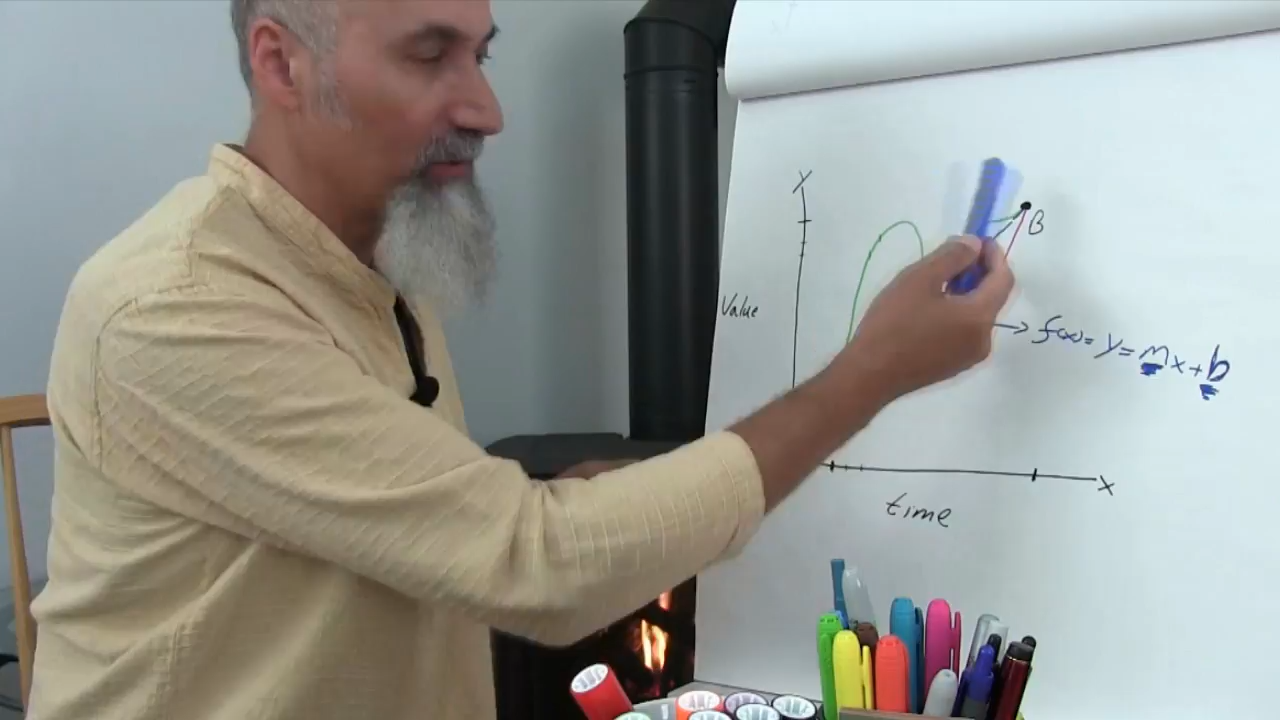 Y
B
Value
f(x)= y=mx+b
X
time